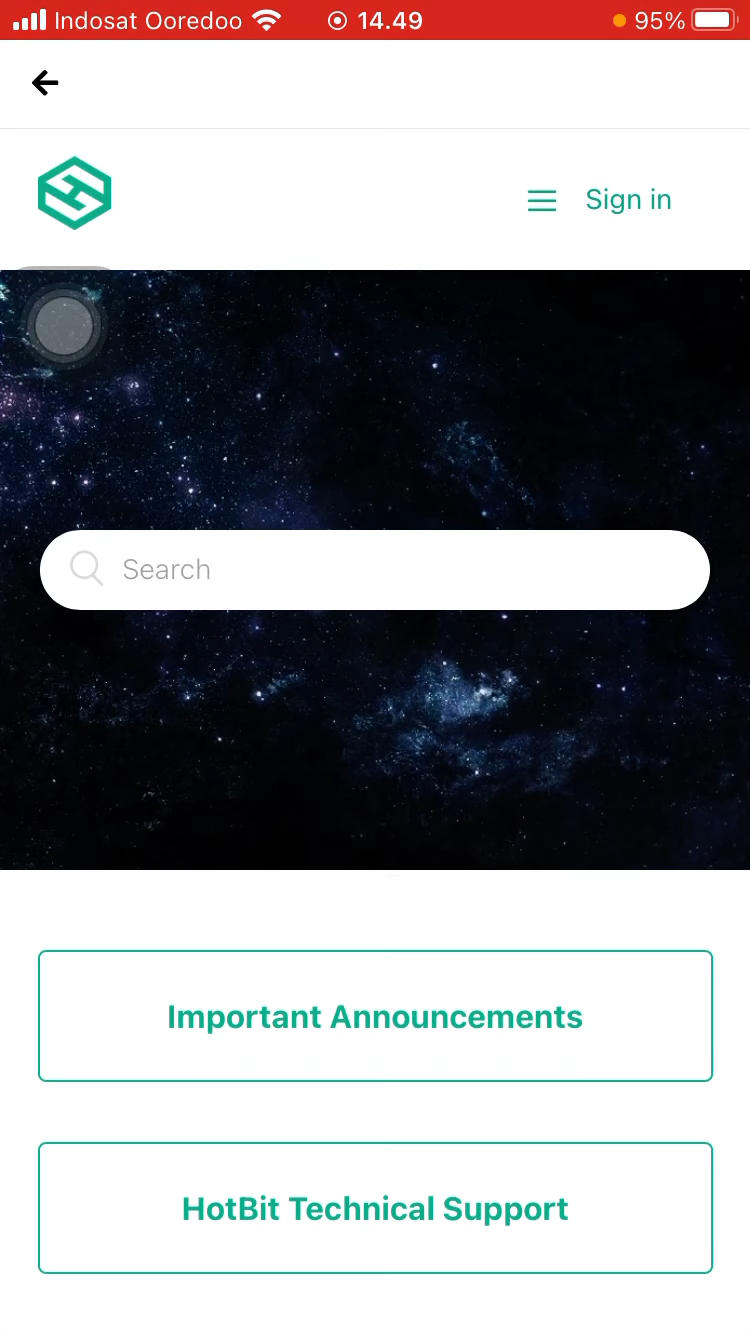 Indosat Ooredoo 14.49 95%
Sign in
Search
Important Announcements
HotBit Technical Support